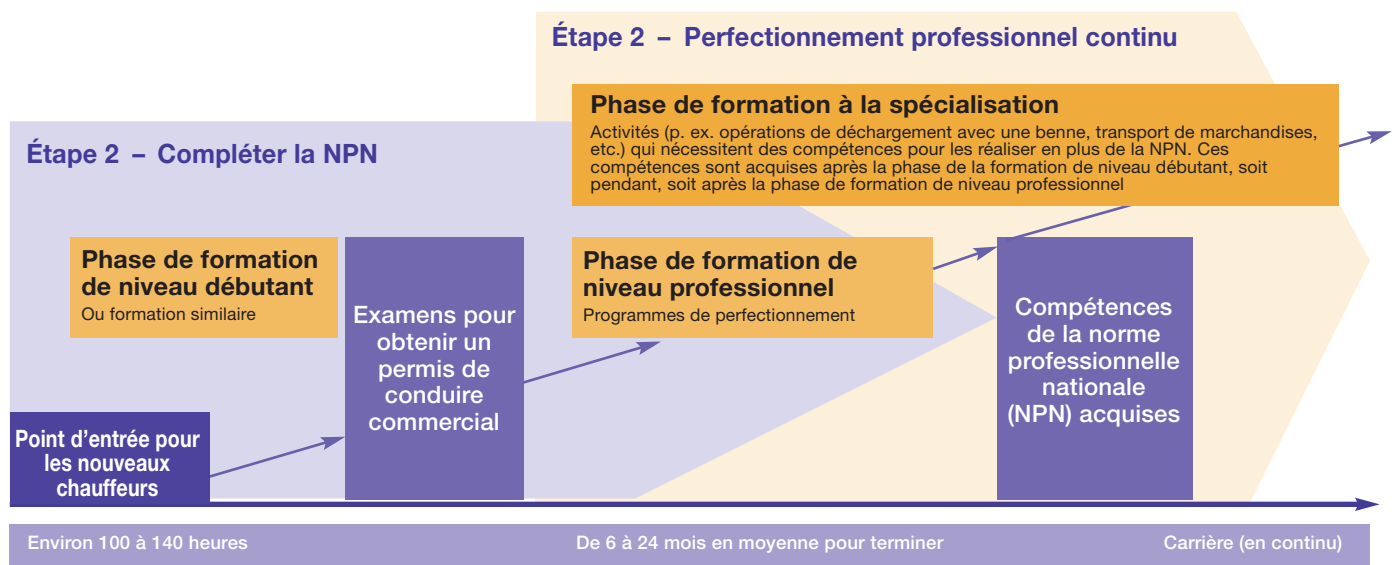 Étape 2 – Perfectionnement professionnel continu
Phase de formation à la spécialisation
Activités (p. ex. opérations de déchargement avec une benne, transport de marchandises,
etc.) qui nécessitent des compétences pour les réaliser en plus de la NPN. Ces
compétences sont acquises après la phase de la formation de niveau débutant, soit
pendant, soit après la phase de formation de niveau professionnel
Étape 2 – Compléter la NPN
Phase de formation
de niveau débutant
Ou formation similaire
Examens pour
obtenir un
permis de
conduire
commercial
Phase de formation de
niveau professionnel
Programmes de perfectionnement
Compétences
de la norme
professionnelle
nationale
(NPN) acquises
Point d'entrée pour
les nouveaux
chauffeurs
Environ 100 à 140 heures
De 6 à 24 mois en moyenne pour terminer
Carrière (en continu)